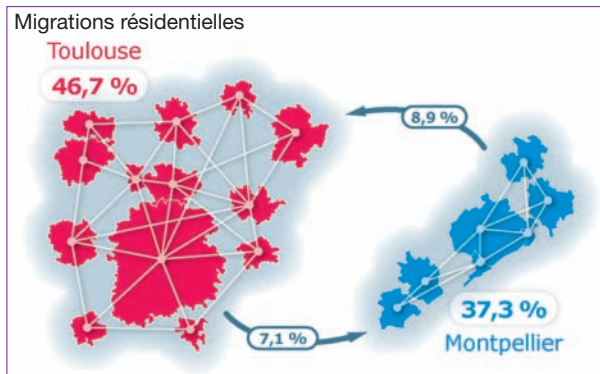 Migrations résidentielles
Toulouse
46,7 %
8,9 %
37,3 %
7,1 %
Montpellier